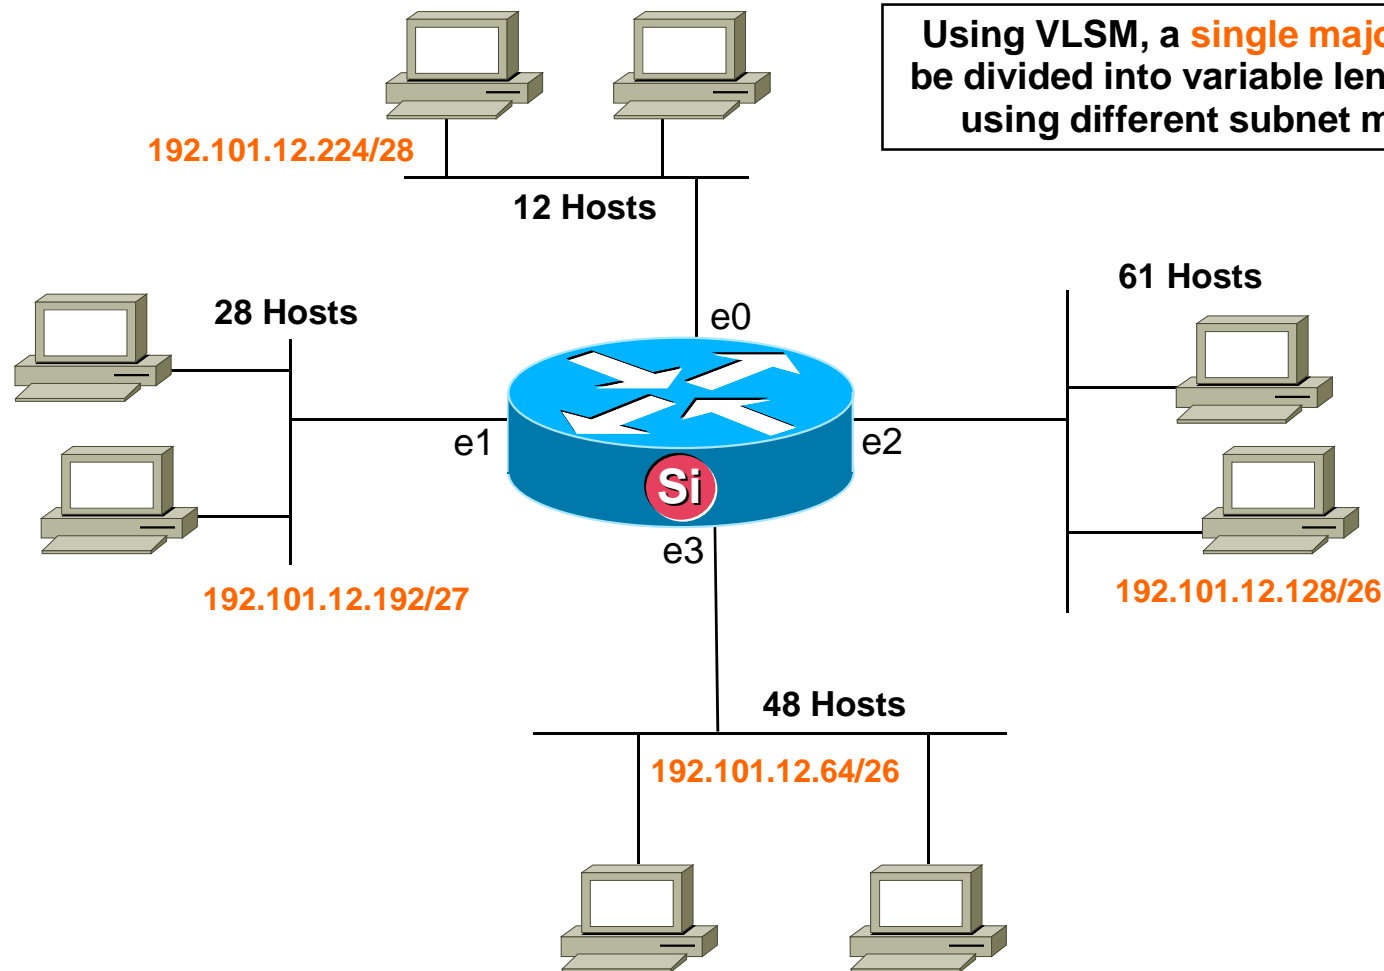 Using VLSM, a single majo
be divided into variable len
using different subnet m
192.101.12.224/28
12 Hosts
61 Hosts
28 Hosts
e0
e1
e2
Si
e3
192.101.12.192/27
192.101.12.128/26
48 Hosts
192.101.12.64/26